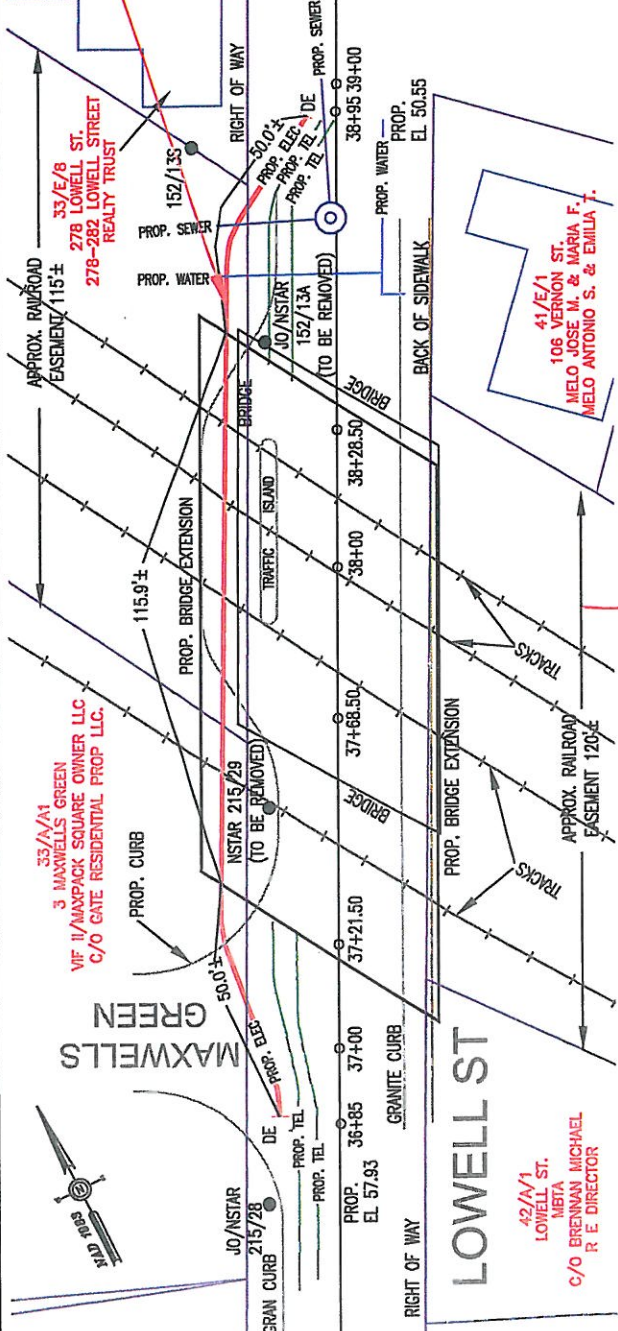 33/E/8
278 LOWELL ST.
278-282 LOWELL STREET
REALTY TRUST
APPROX. RAILROAD
EASEMENT 115'±
152/13S
RIGHT OF WAY
50.0'±
PROP. ELEC
DE
PROP. TEL
PROP. TEL
PROP. SEWER
PROP. SEWER
PROP. WATER
PROP. WATER
JO/NSTAR
152/13A
(TO BE REMOVED)
38+95
39+00
PROP.
EL 50.55
BACK OF SIDEWALK
41/E/1
106 VERNON ST.
MELO JOSE M. & MARIA F.
MELO ANTONIO S. & EMILIA T.
BRIDGE
BRIDGE
38+28.50
TRAFFIC ISLAND
38+00
115.9'±
PROP. BRIDGE EXTENSION
37+68.50
TRACKS
33/A/A1
3 MAXWELLS GREEN
VIF II/MAXPACK SQUARE OWNER LLC
C/O GATE RESIDENTIAL PROP LLC.
NSTAR 215/29
(TO BE REMOVED)
BRIDGE
PROP. BRIDGE EXTENSION
APPROX. RAILROAD
EASEMENT 120'±
TRACKS
PROP. CURB
50.0'±
37+21.50
MAXWELLS
GREEN
PROP. ELEC
DE
PROP. TEL
PROP. TEL
37+00
36+85
GRANITE CURB
NAD 1983
JO/NSTAR
215/28
GRAN CURB
PROP.
EL 57.93
RIGHT OF WAY
LOWELL ST
42/A/1
LOWELL ST.
MBTA
C/O BRENNAN MICHAEL
R E DIRECTOR